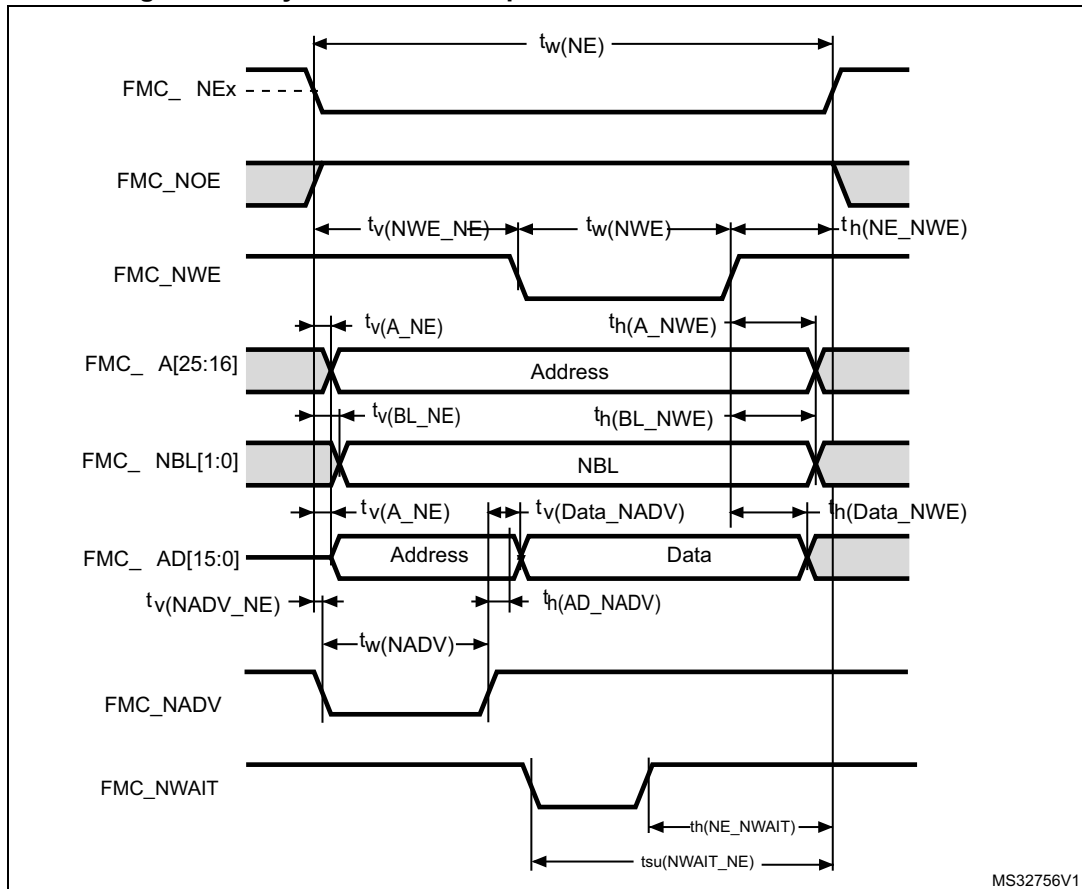 tw(NE)
FMC_ NEx
FMC_NOE
tv(NWE_NE) tw(NWE) th(NE_NWE)
FMC_NWE
tv(A_NE) th(A_NWE)
FMC_ A[25:16] Address
tv(BL_NE) th(BL_NWE)
FMC_ NBL[1:0] NBL
tv(A_NE) tv(Data_NADV) th(Data_NWE)
FMC_ AD[15:0] Address Data
tv(NADV_NE) th(AD_NADV)
tw(NADV)
FMC_NADV
FMC_NWAIT
th(NE_NWAIT)
tsu(NWAIT_NE)
MS32756V1